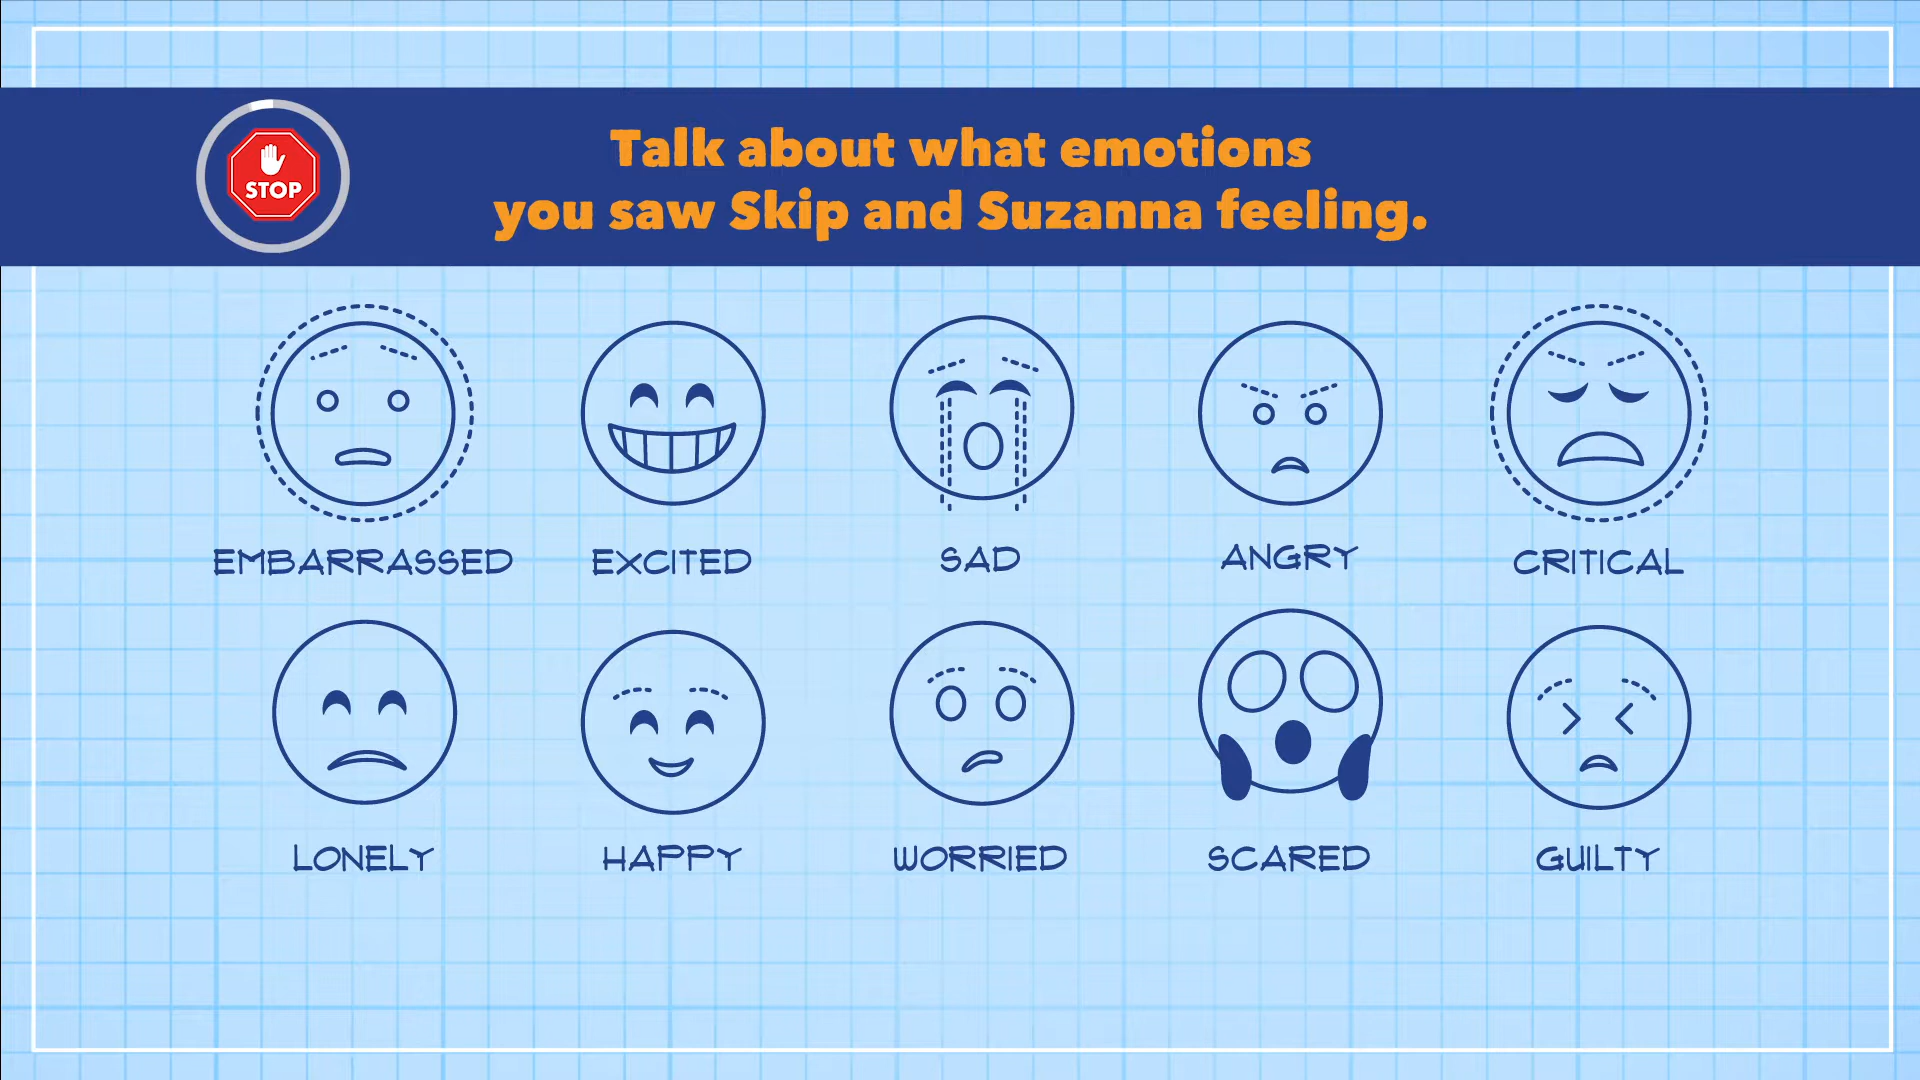 STOP
Talk about what emotions
you saw Skip and Suzanna feeling.
EMBARRASSED
EXCITED
SAD
ANGRY
CRITICAL
LONELY
HAPPY
WORRIED
SCARED
GUILTY